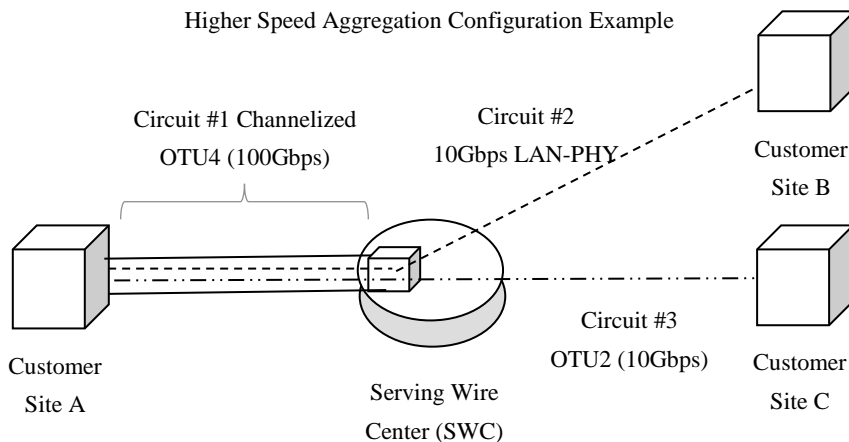 Higher Speed Aggregation Configuration Example
Circuit #1 Channelized
OTU4 (100Gbps)
Circuit #2
10Gbps LAN-PHY
Customer
Site B
Customer
Site A
Serving Wire
Center (SWC)
Circuit #3
OTU2 (10Gbps)
Customer
Site C